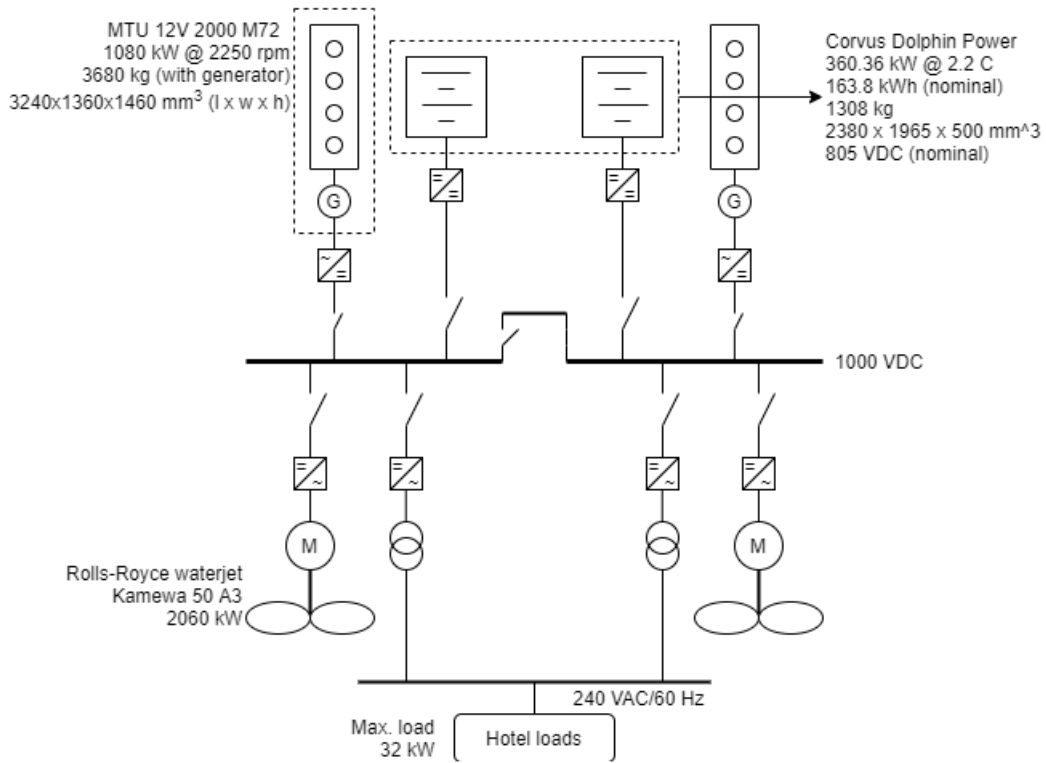 MTU 12V 2000 M72
1080 kW @ 2250 rpm
3680 kg (with generator)
3240x1360x1460 mm³ (l x w x h)
Corvus Dolphin Power
360.36 kW @ 2.2 C
163.8 kWh (nominal)
1308 kg
2380 x 1965 x 500 mm^3
805 VDC (nominal)
G
G
~
=
=
=
=
=
~
=
1000 VDC
=
~
=
~
=
~
=
~
M
M
Rolls-Royce waterjet
Kamewa 50 A3
2060 kW
240 VAC/60 Hz
Max. load
32 kW
Hotel loads